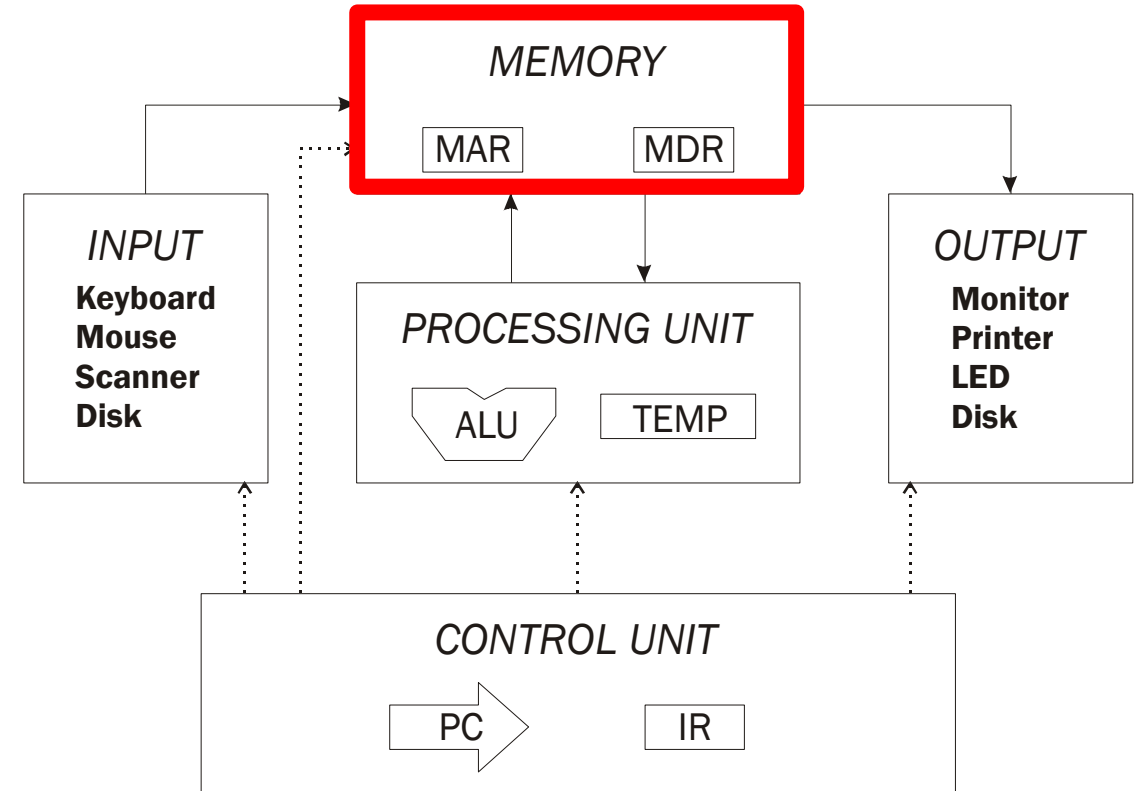 MEMORY
MAR
MDR
INPUT
Keyboard
Mouse
Scanner
Disk
PROCESSING UNIT
ALU
TEMP
OUTPUT
Monitor
Printer
LED
Disk
CONTROL UNIT
PC
IR